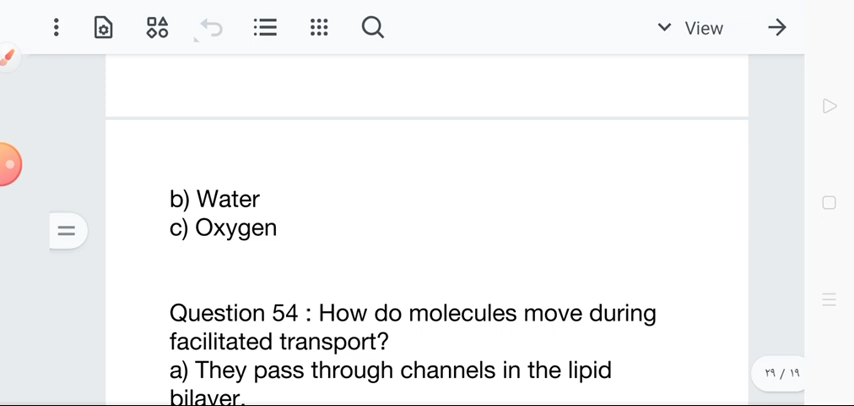 View
b) Water
c) Oxygen
Question 54 : How do molecules move during
facilitated transport?
a) They pass through channels in the lipid
bilayer.
٢٩ / ١٩